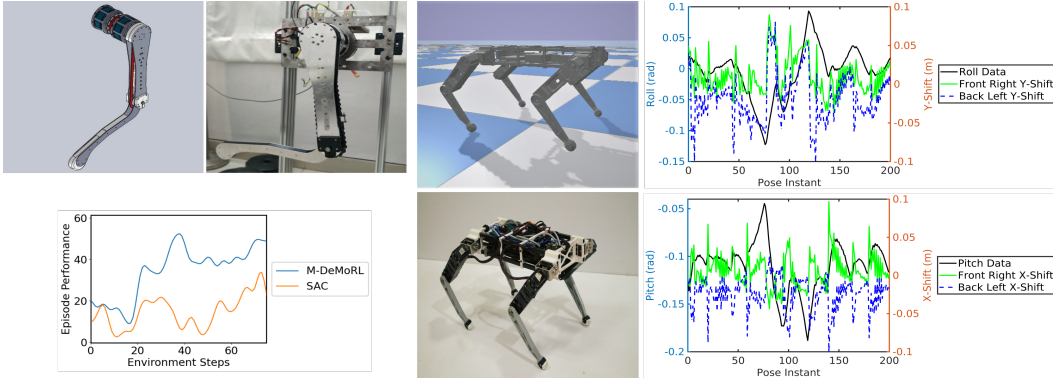 0.1
0.05
0
-0.05
-0.1
-0.15
Roll (rad)
0.1
0.05
0
-0.05
-0.1
Y-Shift (m)
0 50 100 150 200
Pose Instant
Roll Data
Front Right Y-Shift
Back Left Y-Shift
60
40
20
0
Episode Performance
0 20 40 60
Environment Steps
M-DeMoRL
SAC
-0.05
-0.1
-0.15
-0.2
Pitch (rad)
0.1
0.05
0
-0.05
-0.1
X-Shift (m)
0 50 100 150 200
Pose Instant
Pitch Data
Front Right X-Shift
Back Left X-Shift